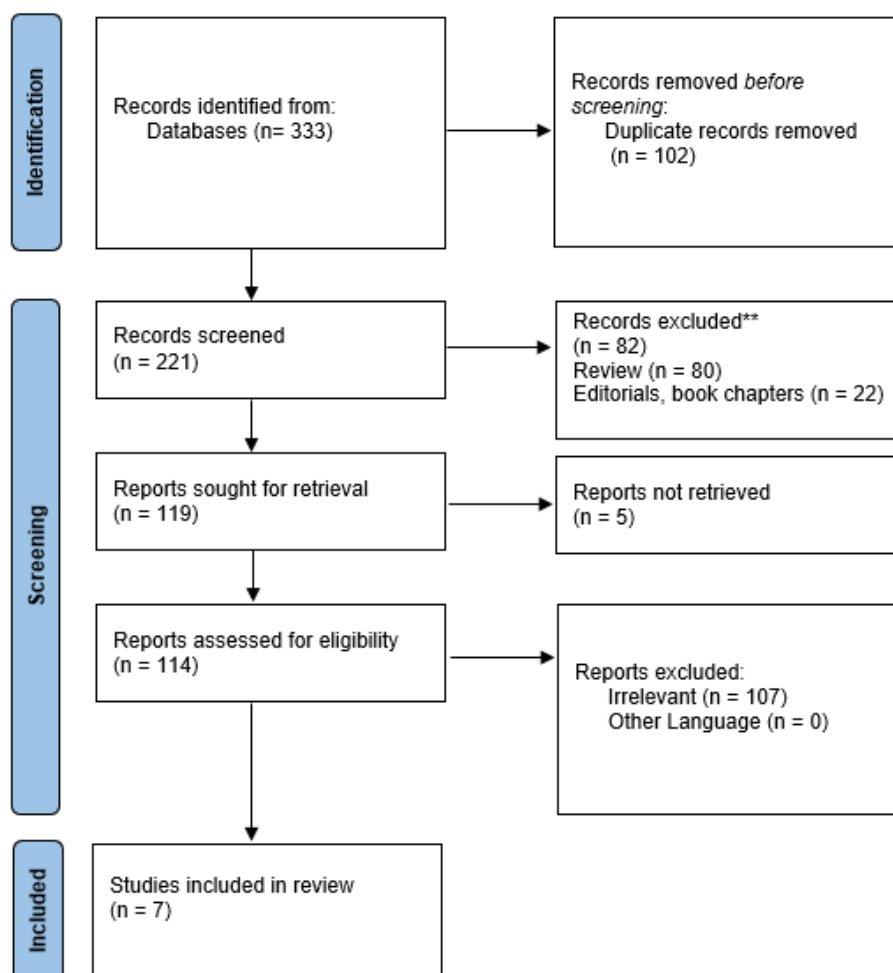 Identification
Records identified from:
Databases (n= 333)
Records removed before
screening:
Duplicate records removed
(n = 102)
Screening
Records screened
(n = 221)
Records excluded**
(n = 82)
Review (n = 80)
Editorials, book chapters (n = 22)
Reports sought for retrieval
(n = 119)
Reports not retrieved
(n = 5)
Reports assessed for eligibility
(n = 114)
Reports excluded:
Irrelevant (n = 107)
Other Language (n = 0)
Included
Studies included in review
(n = 7)